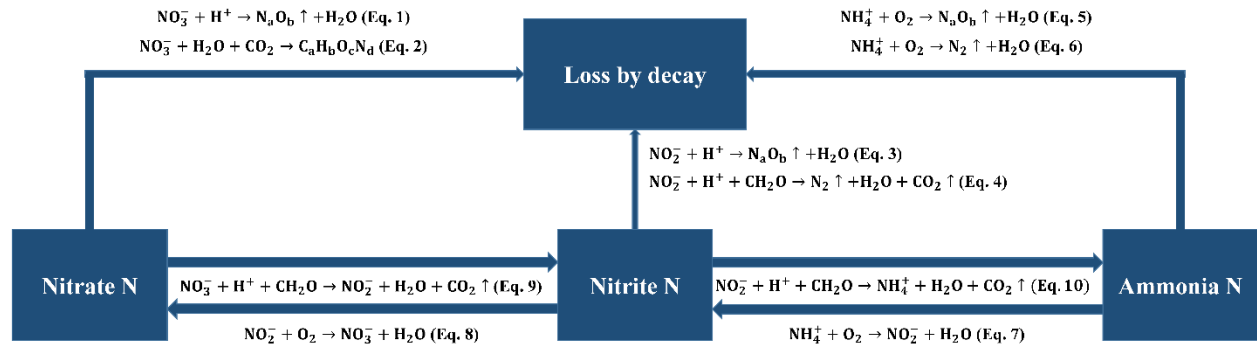 NO₃⁻ + H⁺ → NₐO_b ↑ +H₂O (Eq. 1)
NO₃⁻ + H₂O + CO₂ → CₐH_bO_cN_d (Eq. 2)
NH₄⁺ + O₂ → NₐO_b ↑ +H₂O (Eq. 5)
NH₄⁺ + O₂ → N₂ ↑ +H₂O (Eq. 6)
Loss by decay
NO₂⁻ + H⁺ → NₐO_b ↑ +H₂O (Eq. 3)
NO₂⁻ + H⁺ + CH₂O → N₂ ↑ +H₂O + CO₂ ↑ (Eq. 4)
Nitrate N
NO₃⁻ + H⁺ + CH₂O → NO₂⁻ + H₂O + CO₂ ↑ (Eq. 9)
NO₂⁻ + O₂ → NO₃⁻ + H₂O (Eq. 8)
Nitrite N
NO₂⁻ + H⁺ + CH₂O → NH₄⁺ + H₂O + CO₂ ↑ (Eq. 10)
NH₄⁺ + O₂ → NO₂⁻ + H₂O (Eq. 7)
Ammonia N